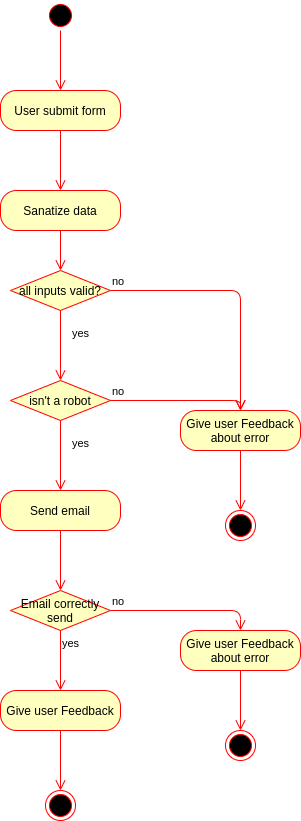 User submit form
Sanatize data
all inputs valid?
no
yes
isn't a robot
no
yes
Give user Feedback
about error
Send email
Email correctly
send
no
yes
Give user Feedback
about error
Give user Feedback